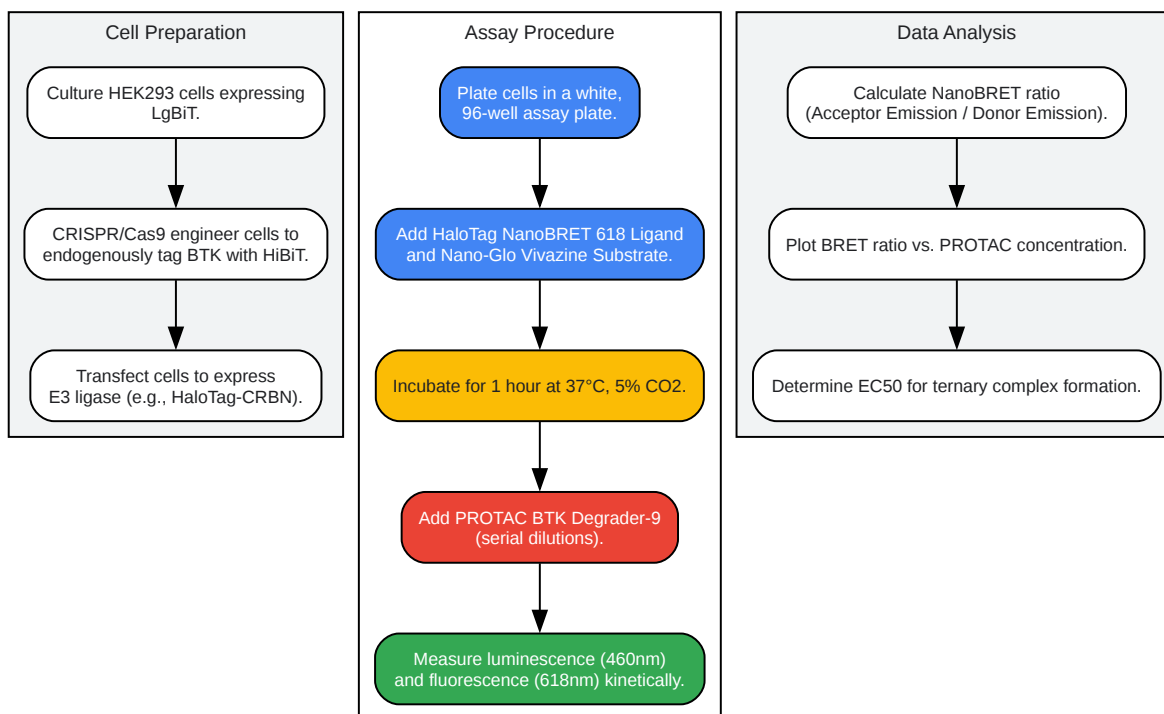 Cell Preparation
Culture HEK293 cells expressing
LgBiT.
CRISPR/Cas9 engineer cells to
endogenously tag BTK with HiBiT.
Transfect cells to express
E3 ligase (e.g., HaloTag-CRBN).
Assay Procedure
Plate cells in a white,
96-well assay plate.
Add HaloTag NanoBRET 618 Ligand
and Nano-Glo Vivazine Substrate.
Incubate for 1 hour at 37°C, 5% CO2.
Add PROTAC BTK Degrader-9
(serial dilutions).
Measure luminescence (460nm)
and fluorescence (618nm) kinetically.
Data Analysis
Calculate NanoBRET ratio
(Acceptor Emission / Donor Emission).
Plot BRET ratio vs. PROTAC concentration.
Determine EC50 for ternary complex formation.